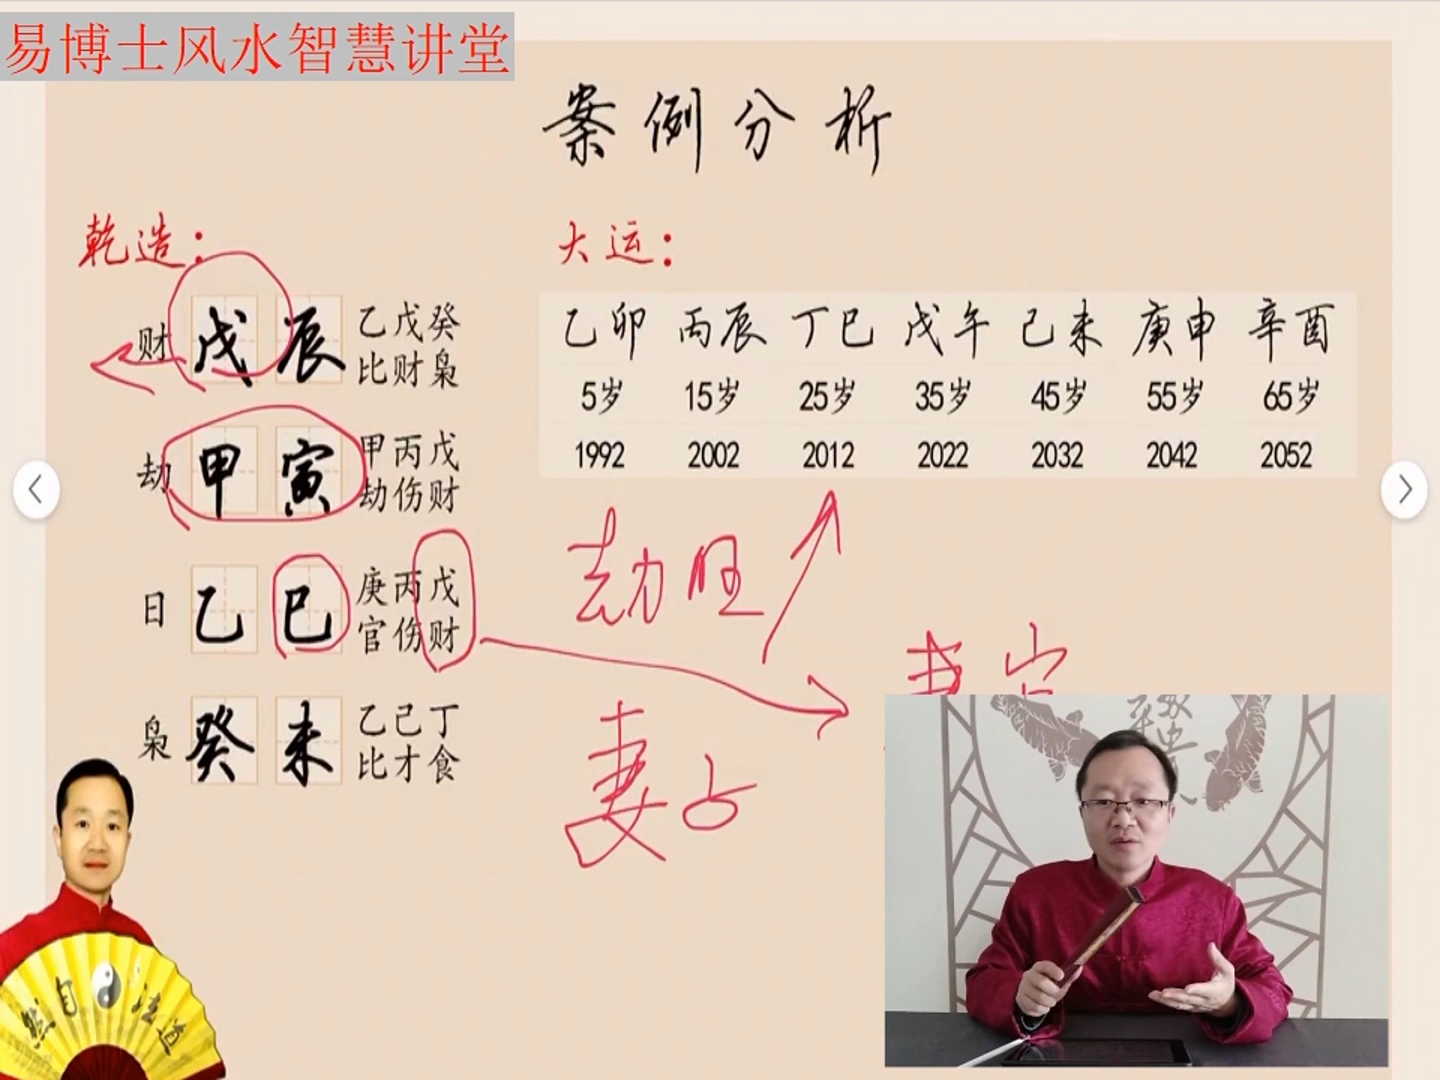 易博士风水智慧讲堂
案例分析
乾造：
财 戊 辰 乙戊癸
比财枭
劫 甲 寅 甲丙戊
劫伤财
日 乙 巳 庚丙戊
官伤财
枭 癸 未 乙己丁
比才食
大运：
乙卯 丙辰 丁巳 戊午 己未 庚申 辛酉
5岁 15岁 25岁 35岁 45岁 55岁 65岁
1992 2002 2012 2022 2032 2042 2052
劫旺
妻占
道法自然